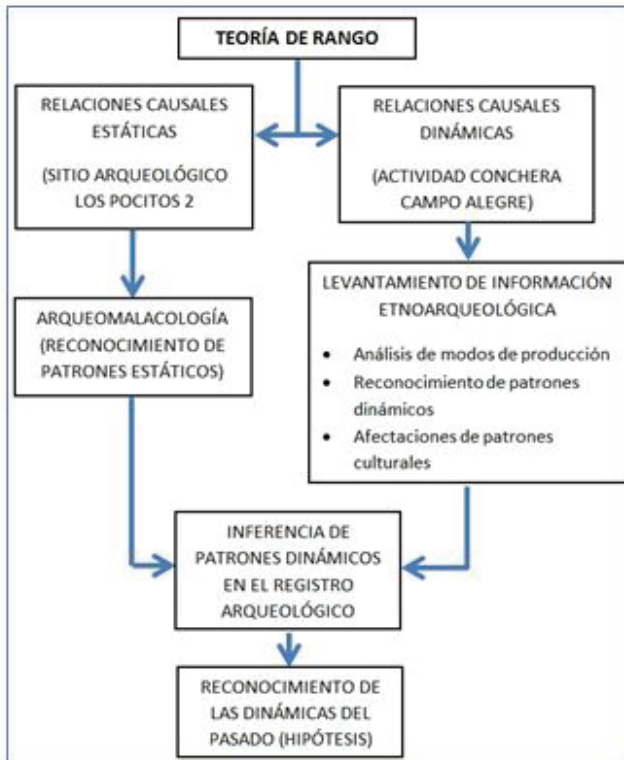 TEORÍA DE RANGO
RELACIONES CAUSALES
ESTÁTICAS
(SITIO ARQUEOLÓGICO
LOS POCITOS 2
RELACIONES CAUSALES
DINÁMICAS
(ACTIVIDAD CONCHERA
CAMPO ALEGRE)
ARQUEOMALACOLOGÍA
(RECONOCIMIENTO DE
PATRONES ESTÁTICOS)
LEVANTAMIENTO DE INFORMACIÓN
ETNOARQUEOLÓGICA
• Análisis de modos de producción
• Reconocimiento de patrones
dinámicos
• Afectaciones de patrones
culturales
INFERENCIA DE
PATRONES DINÁMICOS
EN EL REGISTRO
ARQUEOLÓGICO
RECONOCIMIENTO DE
LAS DINÁMICAS DEL
PASADO (HIPÓTESIS)